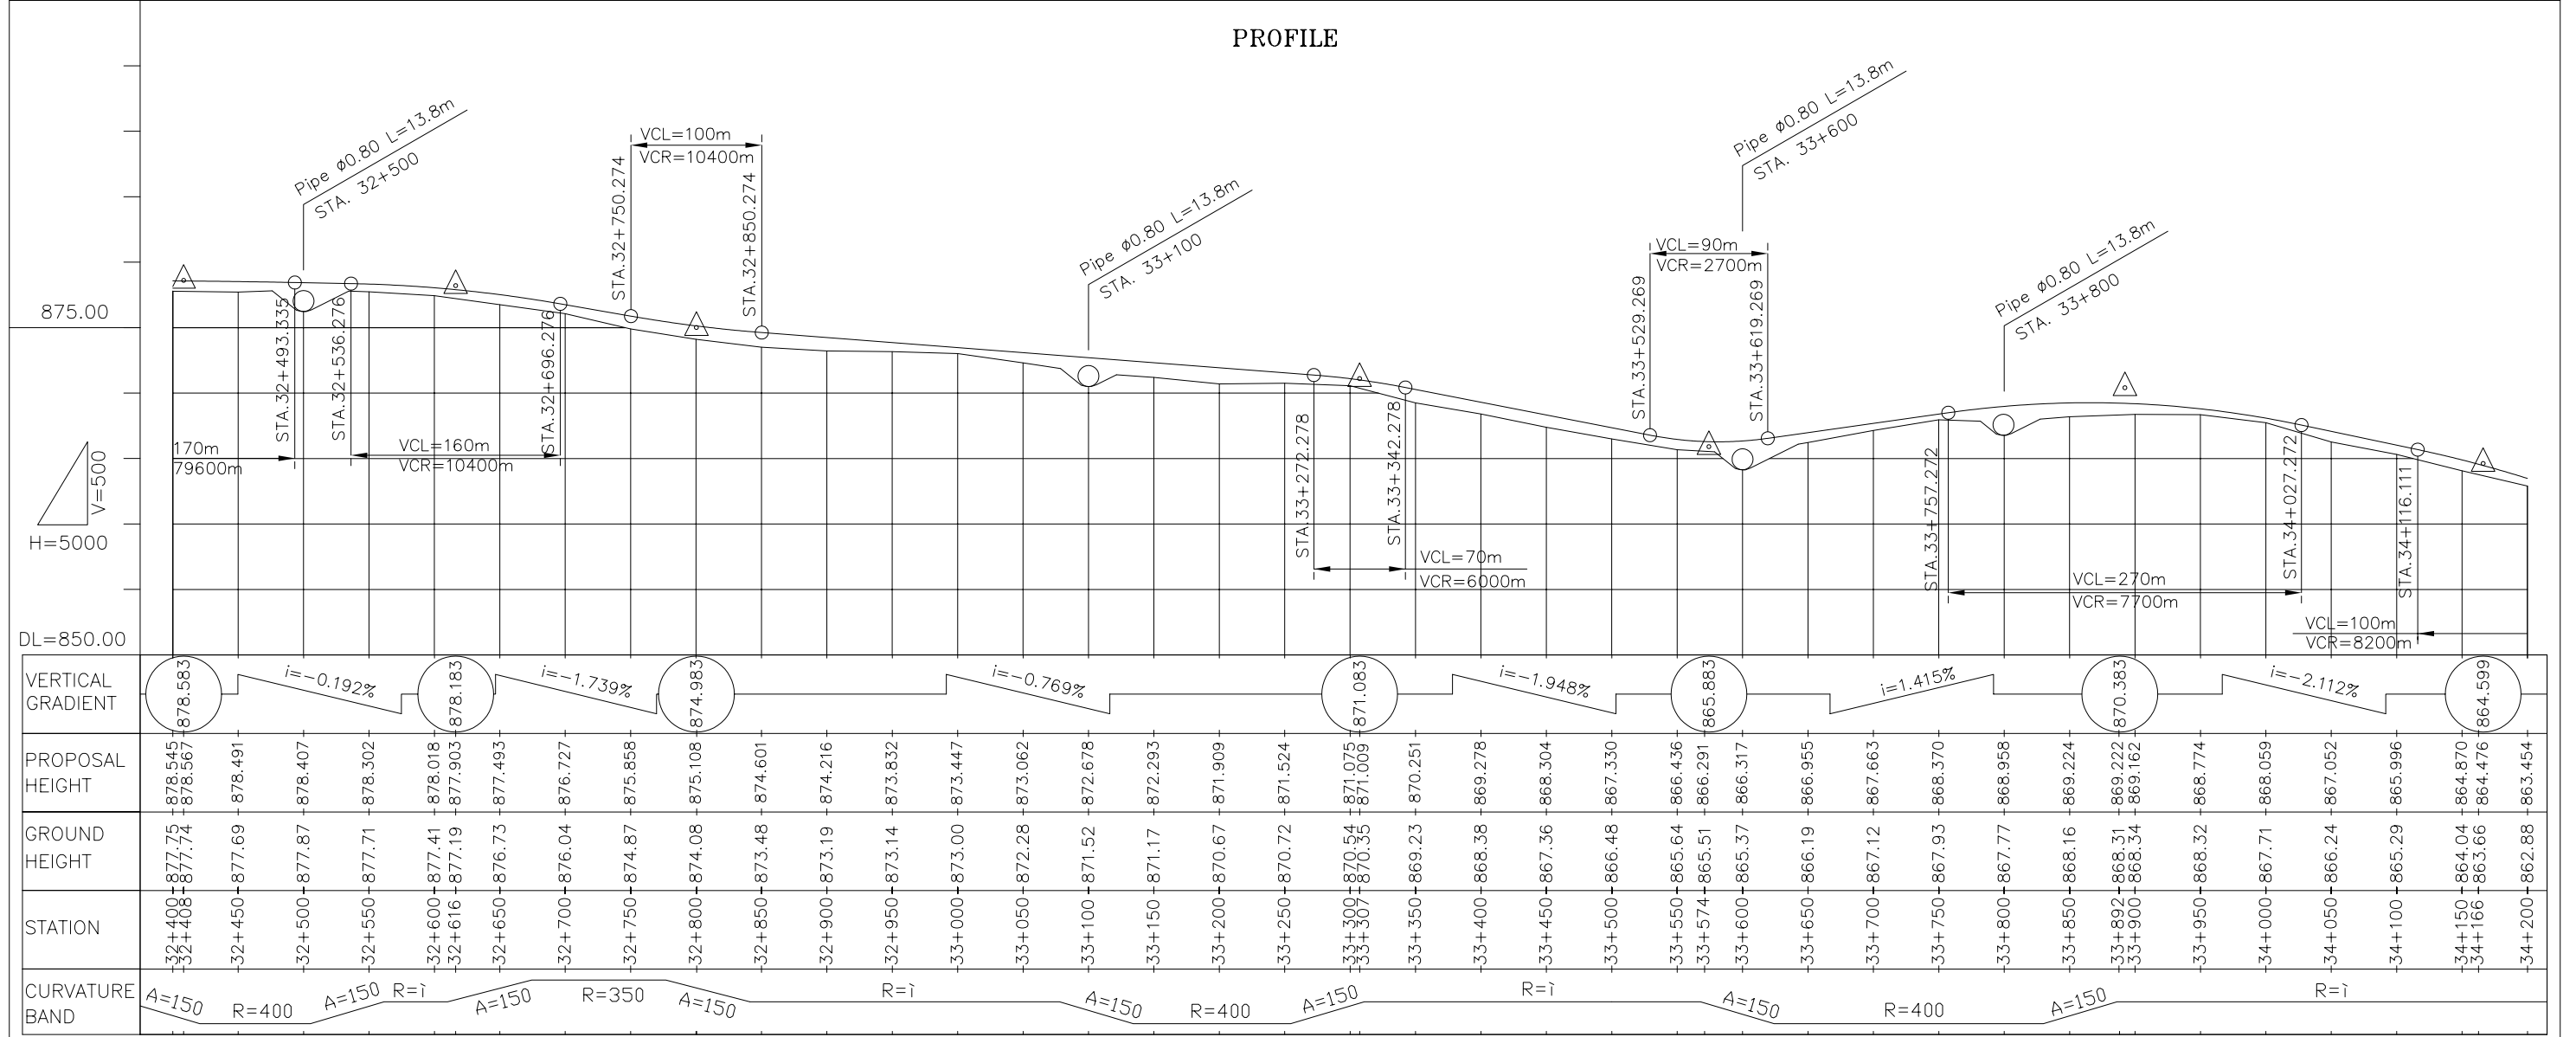 PROFILE
Pipe ø0.80 L=13.8m
STA. 32+500
VCL=100m
VCR=10400m
STA.32+750.274
STA.32+850.274
Pipe ø0.80 L=13.8m
STA. 33+100
Pipe ø0.80 L=13.8m
STA. 33+600
VCL=90m
VCR=2700m
STA.33+529.269
STA.33+619.269
Pipe ø0.80 L=13.8m
STA. 33+800
875.00
STA.32+493.335
STA.32+536.276
STA.32+696.276
170m
79600m
VCL=160m
VCR=10400m
STA.33+272.278
STA.33+342.278
VCL=70m
VCR=6000m
STA.33+757.272
STA.34+027.272
STA.34+116.111
VCL=270m
VCR=7700m
VCL=100m
VCR=8200m
V=500
H=5000
DL=850.00
VERTICAL
GRADIENT
878.583
i=-0.192%
878.183
i=-1.739%
874.983
i=-0.769%
871.083
i=-1.948%
865.883
i=1.415%
870.383
i=-2.112%
864.599
PROPOSAL
HEIGHT
878.545
878.567
878.491
878.407
878.302
878.018
877.903
877.493
876.727
875.858
875.108
874.601
874.216
873.832
873.447
873.062
872.678
872.293
871.909
871.524
871.075
871.009
870.251
869.278
868.304
867.330
866.436
866.291
866.317
866.955
867.663
868.370
868.958
869.224
869.222
869.162
868.774
868.059
867.052
865.996
864.870
864.476
863.454
GROUND
HEIGHT
877.75
877.74
877.69
877.87
877.71
877.41
877.19
876.73
876.04
874.87
874.08
873.48
873.19
873.14
873.00
872.28
871.52
871.17
870.67
870.72
870.54
870.35
869.23
868.38
867.36
866.48
865.64
865.51
865.37
866.19
867.12
867.93
867.77
868.16
868.31
868.34
868.32
867.71
866.24
865.29
864.04
863.66
862.88
STATION
32+400
32+408
32+450
32+500
32+550
32+600
32+616
32+650
32+700
32+750
32+800
32+850
32+900
32+950
33+000
33+050
33+100
33+150
33+200
33+250
33+300
33+307
33+350
33+400
33+450
33+500
33+550
33+574
33+600
33+650
33+700
33+750
33+800
33+850
33+892
33+900
33+950
34+000
34+050
34+100
34+150
34+166
34+200
CURVATURE
BAND
A=150
R=400
A=150
R=ì
A=150
R=350
A=150
R=ì
A=150
R=400
A=150
R=ì
A=150
R=400
A=150
R=ì